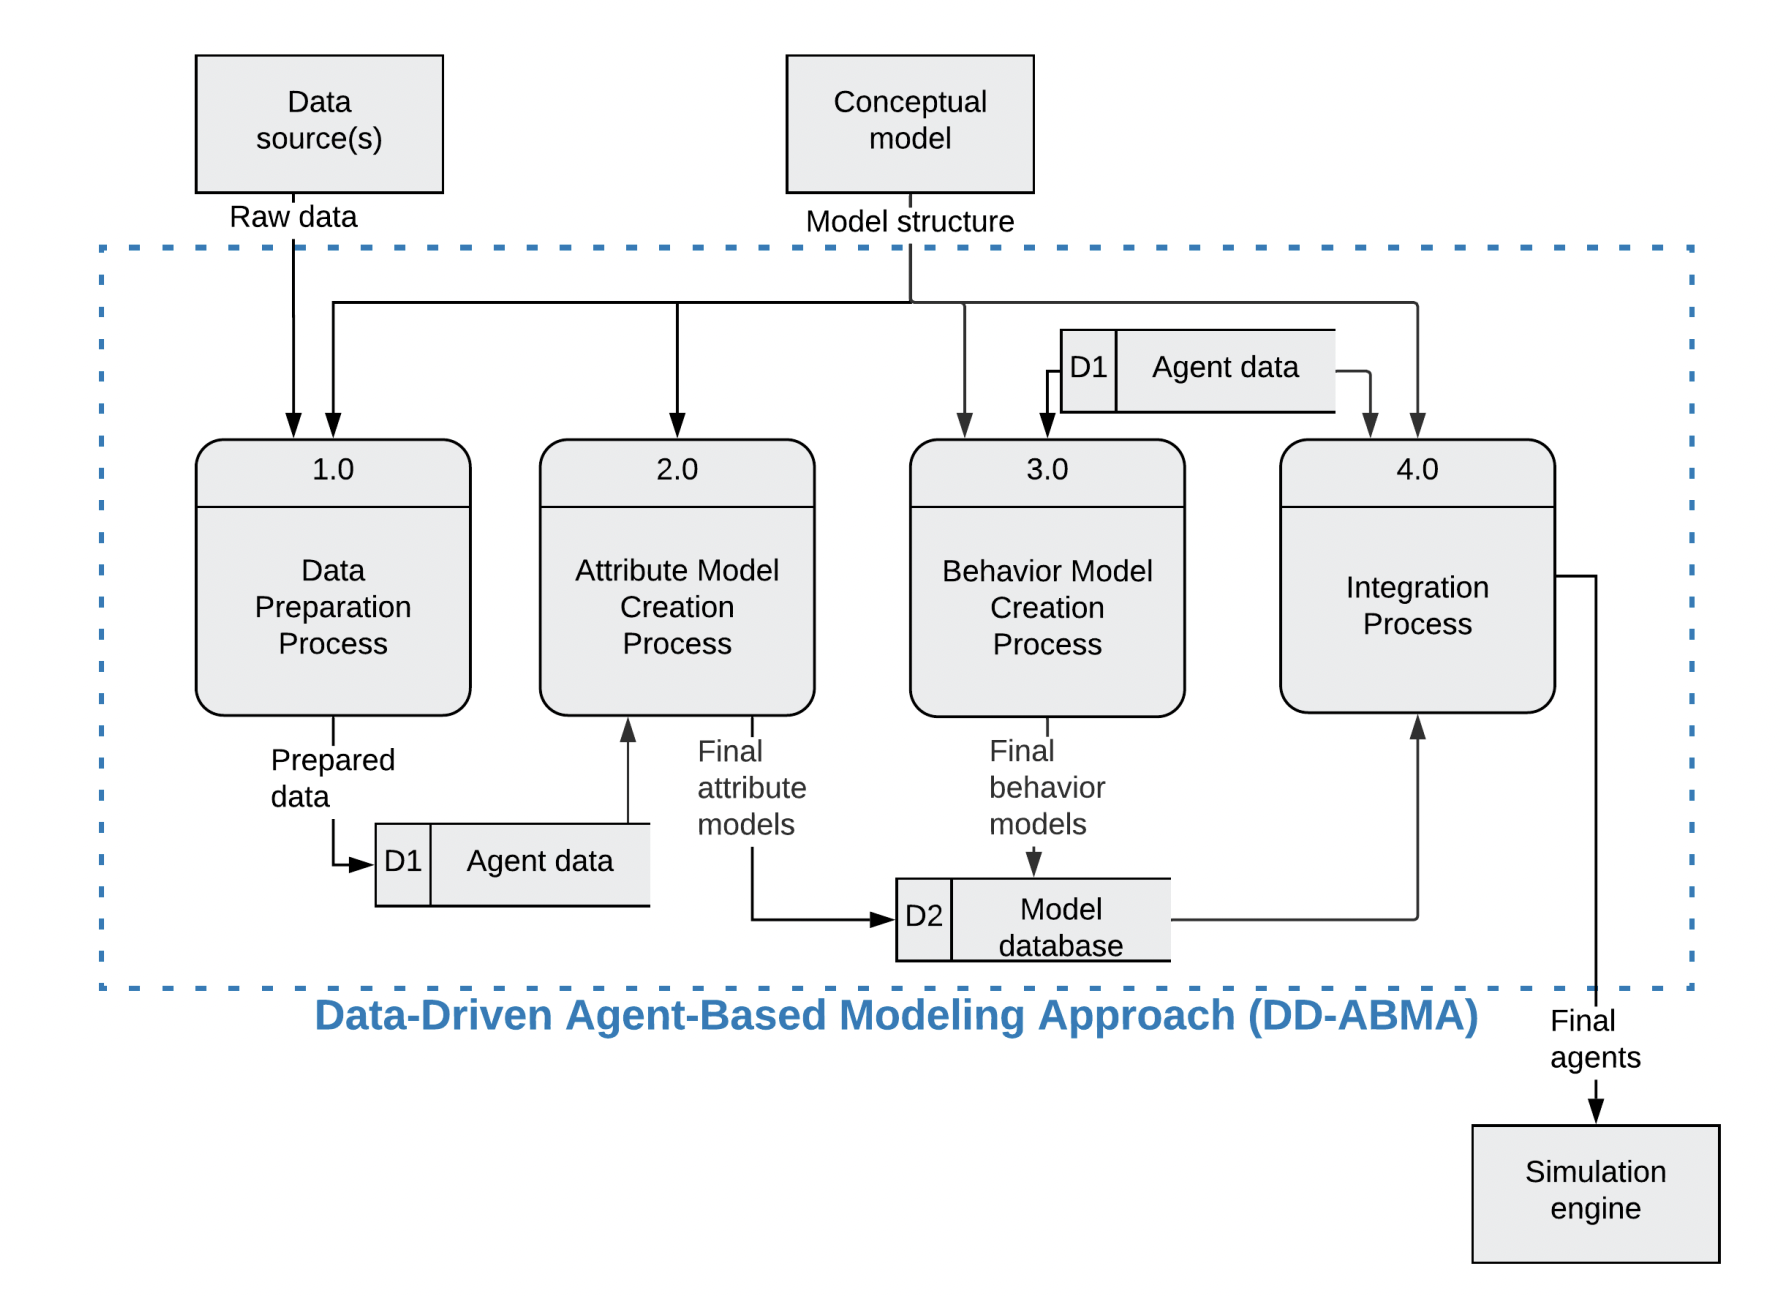 Data
source(s)
Conceptual
model
Raw data
Model structure
D1
Agent data
1.0
Data
Preparation
Process
2.0
Attribute Model
Creation
Process
3.0
Behavior Model
Creation
Process
4.0
Integration
Process
Prepared
data
Final
attribute
models
Final
behavior
models
D1
Agent data
D2
Model
database
Data-Driven Agent-Based Modeling Approach (DD-ABMA)
Final
agents
Simulation
engine